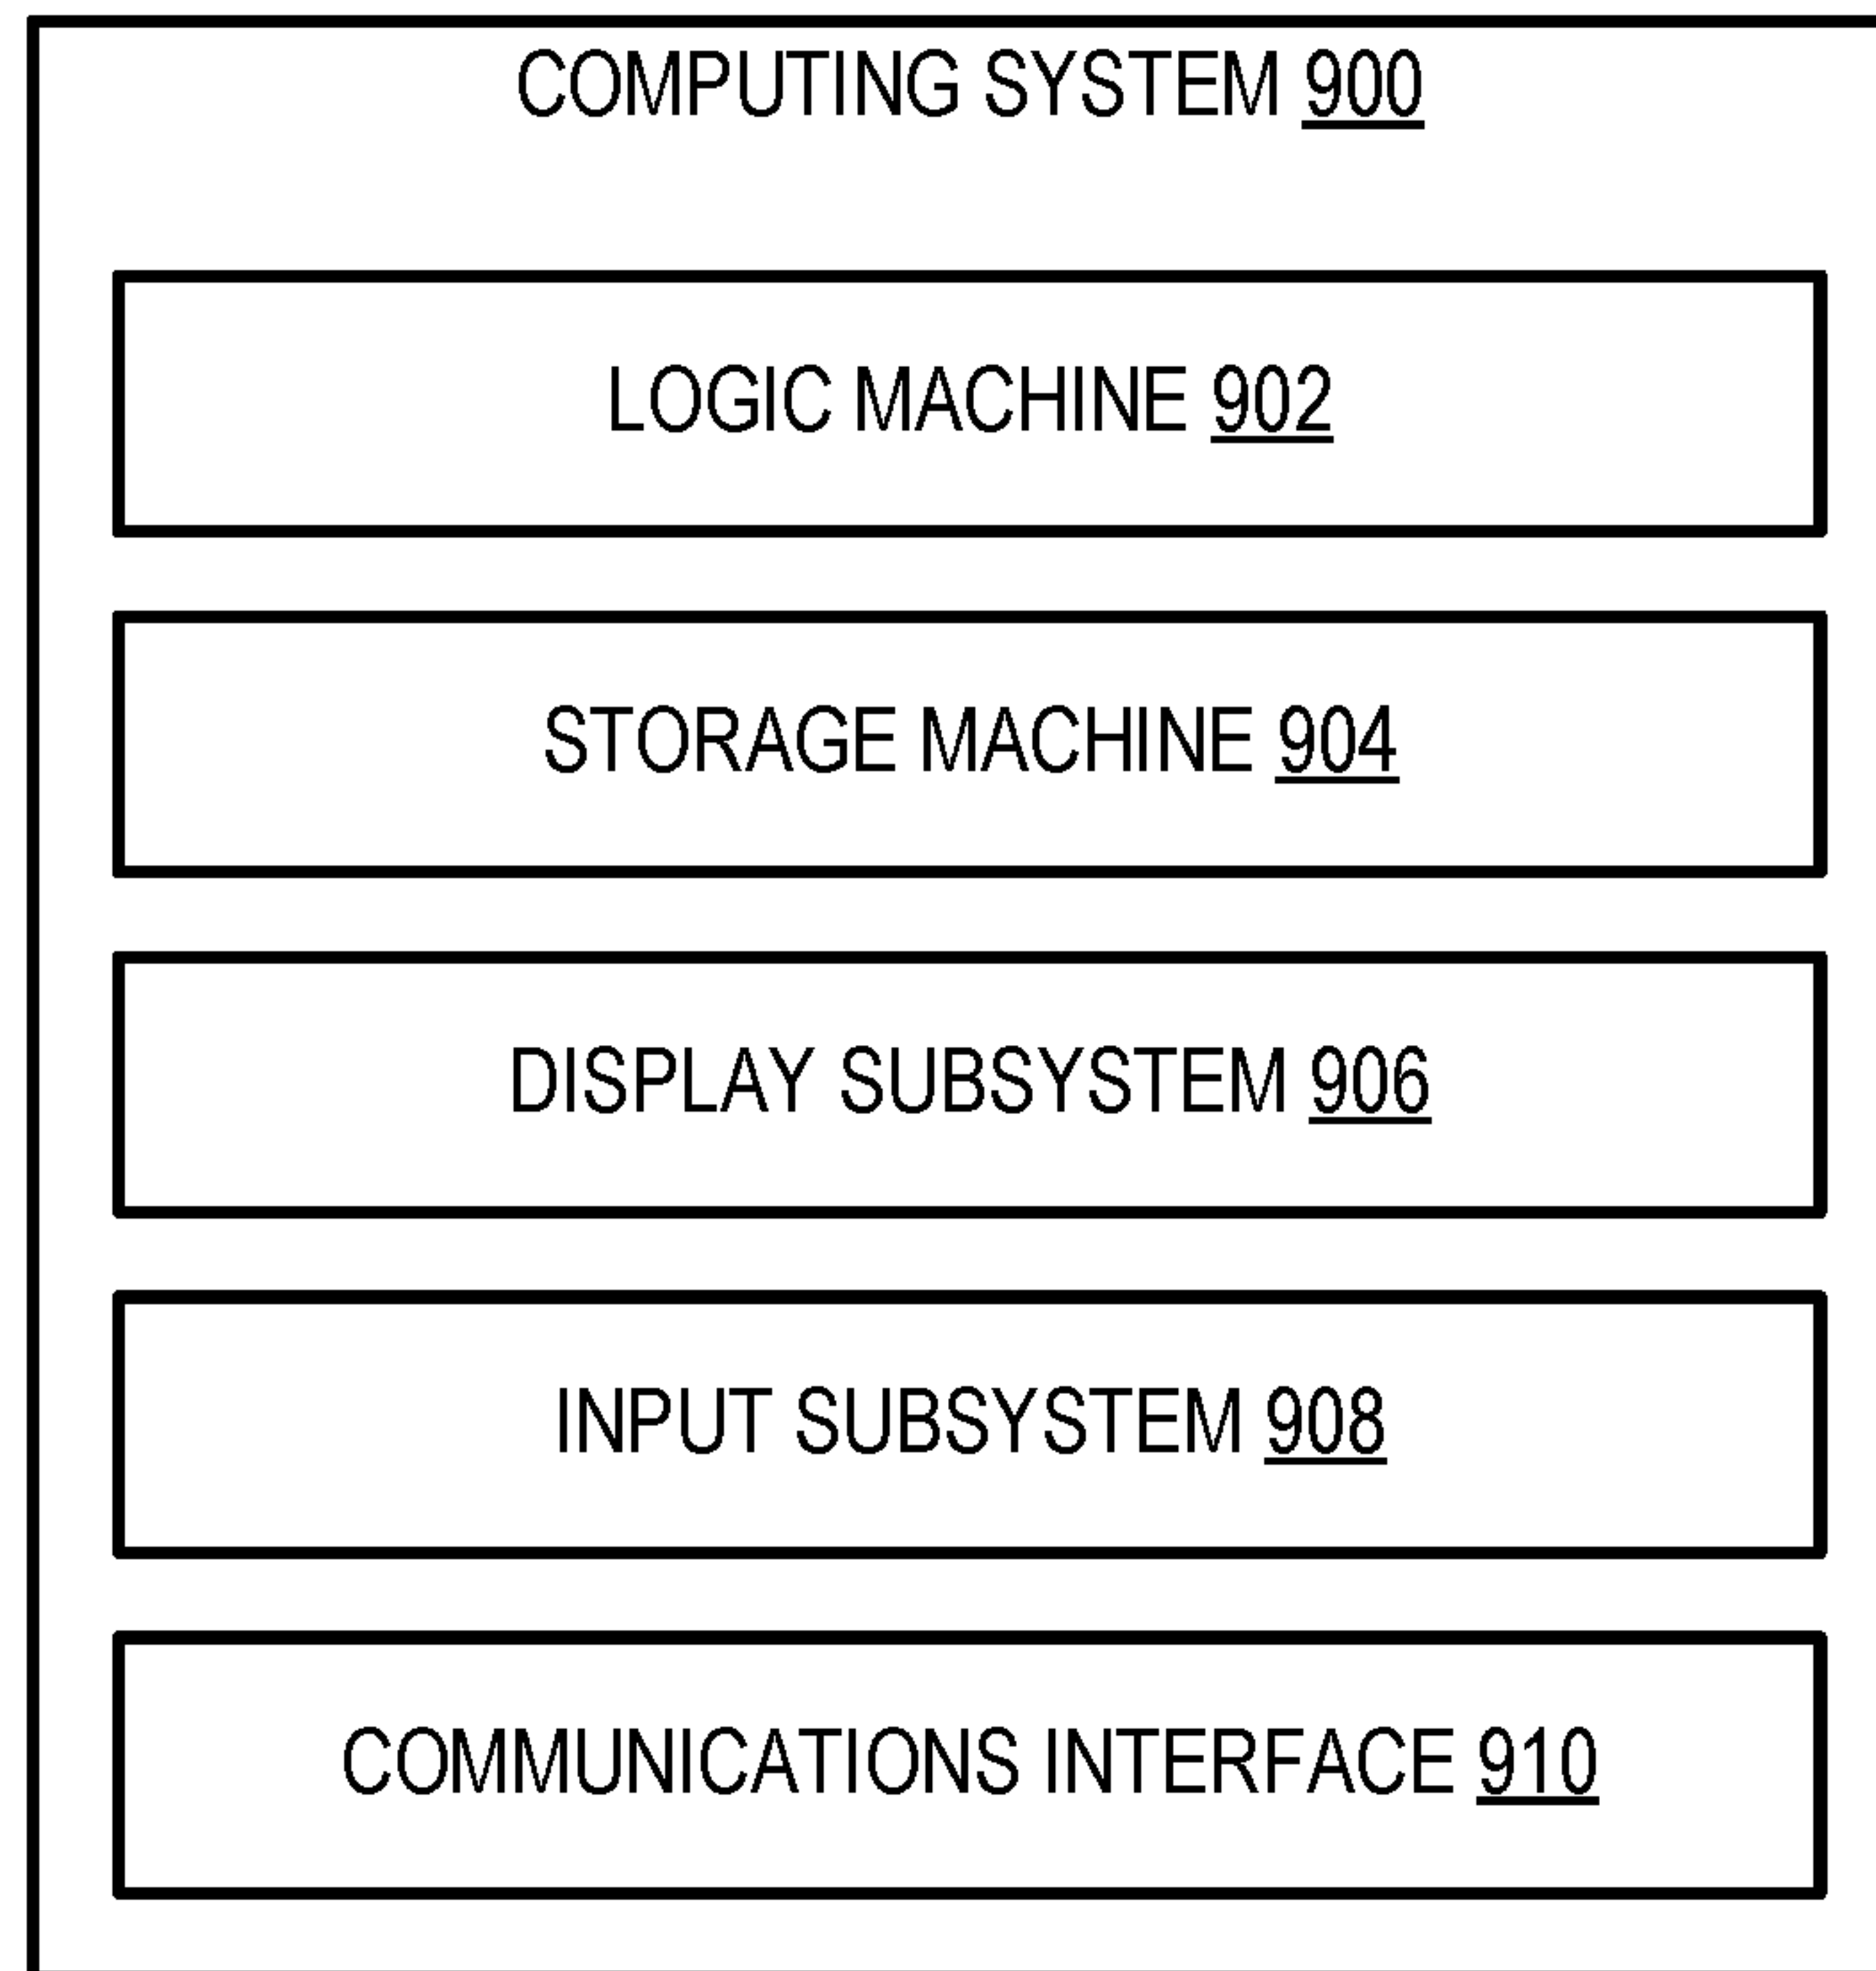 COMPUTING SYSTEM 900
LOGIC MACHINE 902
STORAGE MACHINE 904
DISPLAY SUBSYSTEM 906
INPUT SUBSYSTEM 908
COMMUNICATIONS INTERFACE 910